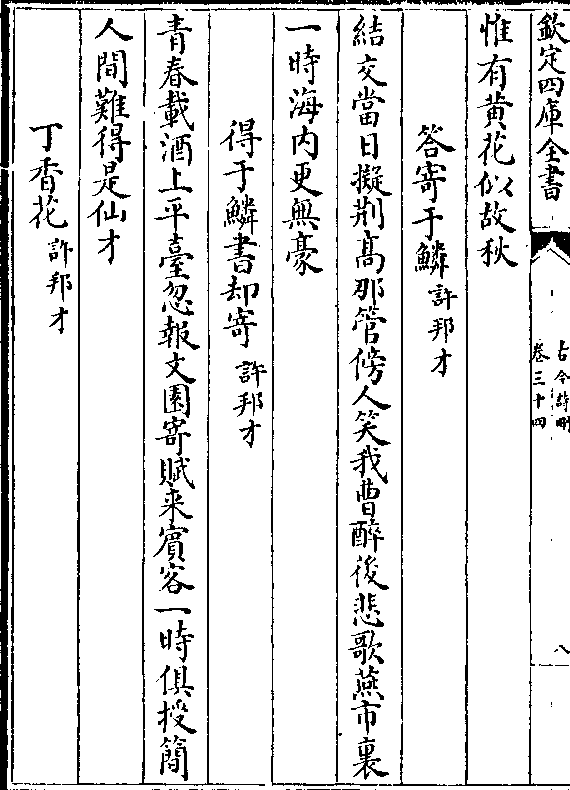 欽定四庫全書
古今詩刪
卷三十四
八
惟有黄花似故秋
答寄于鱗 許邦才
結交當日擬荆髙那管傍人笑我曹醉後悲歌燕市裏
一時海内更無豪
得于鱗書却寄 許邦才
青春載酒上平臺忽報文園寄賦来賓客一時俱授簡
人間難得是仙才
丁香花 許邦才